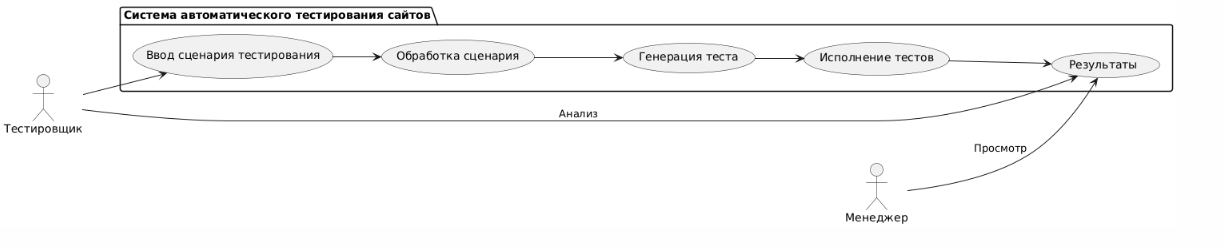 Система автоматического тестирования сайтов
Ввод сценария тестирования
Обработка сценария
Генерация теста
Исполнение тестов
Результаты
Тестировщик
Анализ
Просмотр
Менеджер